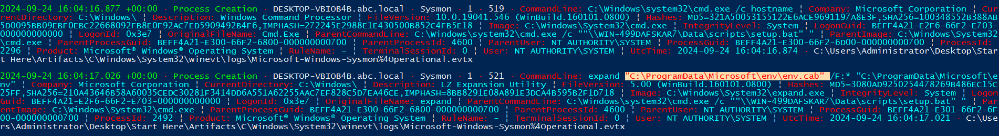 2024-09-24 16:04:16.877 +00:00 · Process Creation · DESKTOP-VBIOB4B.abc.local · Sysmon · 1 · 519 · CommandLine: C:\Windows\system32\cmd.exe /c hostname ¦ Company: Microsoft Corporation ¦ Cur
rentDirectory: C:\Windows\ ¦ Description: Windows Command Processor ¦ FileVersion: 10.0.19041.546 (WinBuild.160101.0800) ¦ Hashes: MD5=321A50053155122E6ACE9691197A8E3F,SHA256=100348552B388AB
5D0095BB09EBF0EBC22668092FB8E0F92AC7ED5909492B4F6,IMPHASH=272245E2988E1E430500B852C4FB5E18 ¦ Image: C:\Windows\System32\cmd.exe ¦ IntegrityLevel: System ¦ LogonGuid: BEFF4A21-E2F6-66F2-E703-
000000000000 ¦ LogonId: 0x3e7 ¦ OriginalFileName: Cmd.Exe ¦ ParentCommandLine: C:\Windows\system32\cmd.exe /c ""\\WIN-499DAFSKAR7\Data\scripts\setup.bat" " ¦ ParentImage: C:\Windows\System32
\cmd.exe ¦ ParentProcessGuid: BEFF4A21-E300-66F2-6800-000000000700 ¦ ParentProcessId: 4600 ¦ ParentUser: NT AUTHORITY\SYSTEM ¦ ProcessGuid: BEFF4A21-E300-66F2-6D00-000000000700 ¦ ProcessId:
2296 ¦ Product: Microsoft® Windows® Operating System ¦ RuleName: - ¦ TerminalSessionId: 0 ¦ User: NT AUTHORITY\SYSTEM ¦ UtcTime: 2024-09-24 16:04:16.874 · C:\Users\Administrator\Desktop\Star
t Here\Artifacts\C\Windows\System32\winevt\logs\Microsoft-Windows-Sysmon%4Operational.evtx
2024-09-24 16:04:17.026 +00:00 · Process Creation · DESKTOP-VBIOB4B.abc.local · Sysmon · 1 · 521 · CommandLine: expand "C:\ProgramData\Microsoft\env\env.cab" /F:* "C:\ProgramData\Microsoft\e
nv" ¦ Company: Microsoft Corporation ¦ CurrentDirectory: C:\Windows\ ¦ Description: LZ Expansion Utility ¦ FileVersion: 5.00 (WinBuild.160101.0800) ¦ Hashes: MD5=3080AD9250254478269B486EC15C
25FF,SHA256=210A43646B58A60035CEDC30281F3414DD6A551A62255AAC7EF828C5D7EA46CE,IMPHASH=8BB8291E08A891E3DCA4B595B2F1D718 ¦ Image: C:\Windows\System32\expand.exe ¦ IntegrityLevel: System ¦ Logon
Guid: BEFF4A21-E2F6-66F2-E703-000000000000 ¦ LogonId: 0x3e7 ¦ OriginalFileName: expand ¦ ParentCommandLine: C:\Windows\system32\cmd.exe /c ""\\WIN-499DAFSKAR7\Data\scripts\setup.bat" " ¦ Par
entImage: C:\Windows\System32\cmd.exe ¦ ParentProcessGuid: BEFF4A21-E300-66F2-6800-000000000700 ¦ ParentProcessId: 4600 ¦ ParentUser: NT AUTHORITY\SYSTEM ¦ ProcessGuid: BEFF4A21-E301-66F2-6F
00-000000000700 ¦ ProcessId: 2492 ¦ Product: Microsoft® Windows® Operating System ¦ RuleName: - ¦ TerminalSessionId: 0 ¦ User: NT AUTHORITY\SYSTEM ¦ UtcTime: 2024-09-24 16:04:17.021 · C:\Use
rs\Administrator\Desktop\Start Here\Artifacts\C\Windows\System32\winevt\logs\Microsoft-Windows-Sysmon%4Operational.evtx